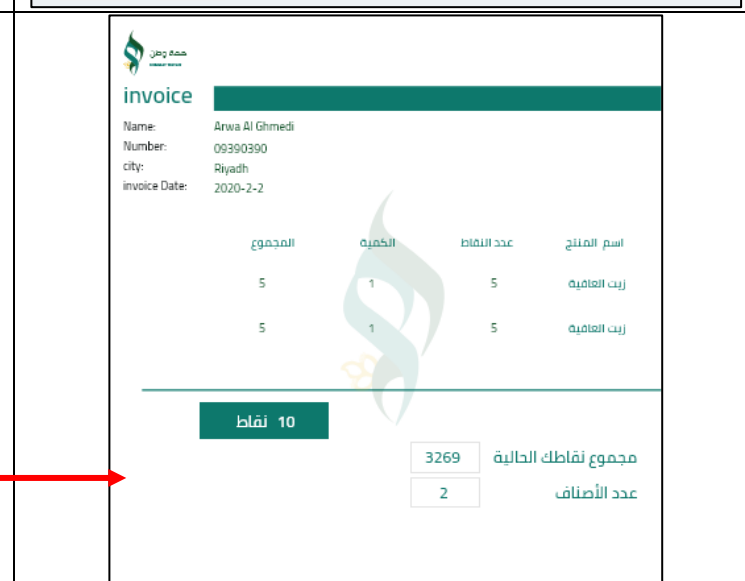 همة وطن
invoice
Name: Arwa Al Ghmedi
Number: 09390390
city: Riyadh
invoice Date: 2020-2-2
اسم المنتج عدد النقاط الكمية المجموع
زيت العافية 5 1 5
زيت العافية 5 1 5
10 نقاط
مجموع نقاطك الحالية 3269
عدد الأصناف 2